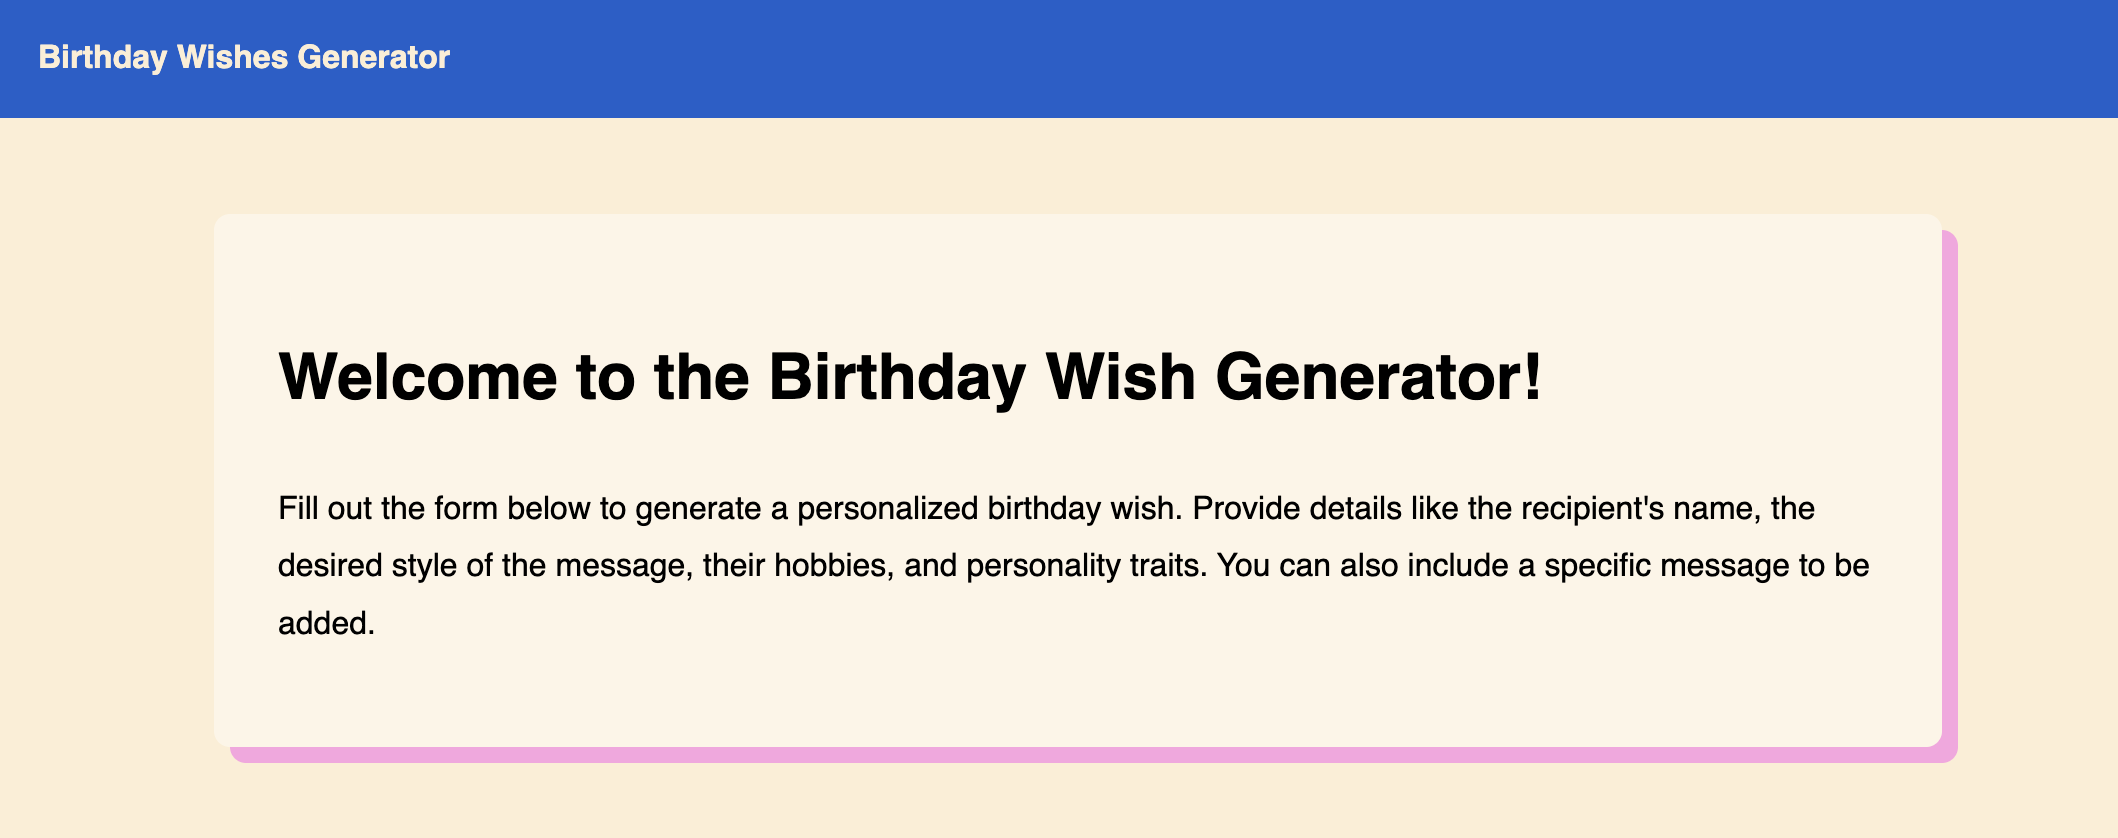 Birthday Wishes Generator
Welcome to the Birthday Wish Generator!
Fill out the form below to generate a personalized birthday wish. Provide details like the recipient's name, the
desired style of the message, their hobbies, and personality traits. You can also include a specific message to be
added.